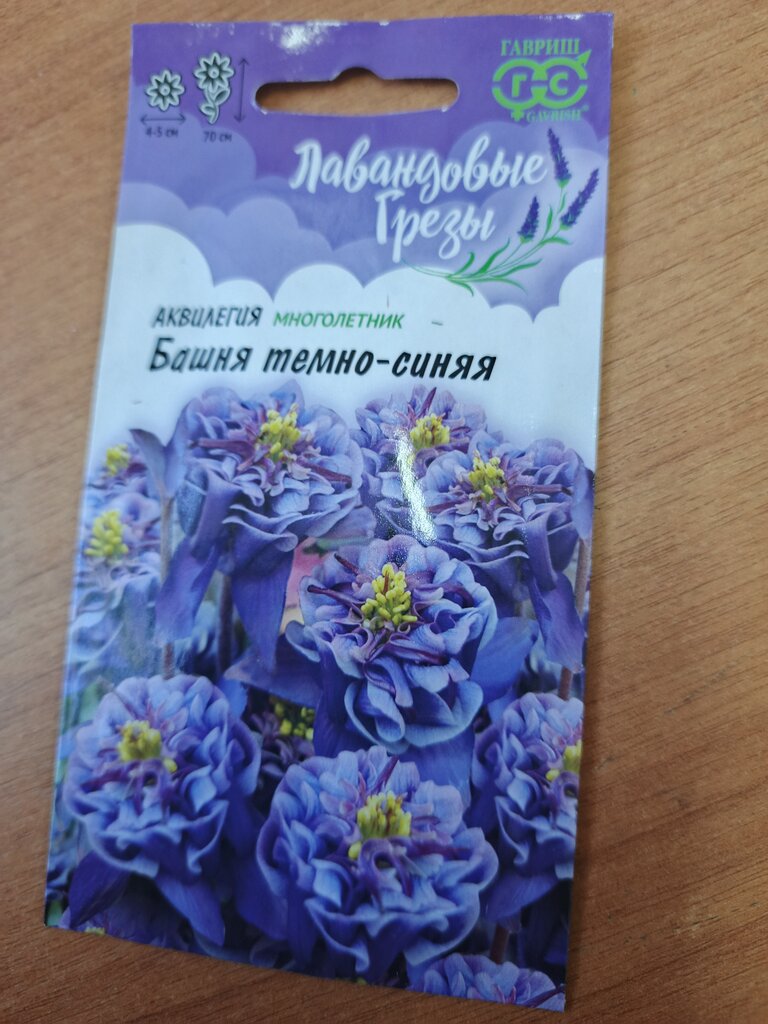 ГАВРИШ
ГС
GAVRISH®
4-5 см
70 см
Лавандовые
Грезы
АКВИЛЕГИЯ МНОГОЛЕТНИК
Башня темно-синяя